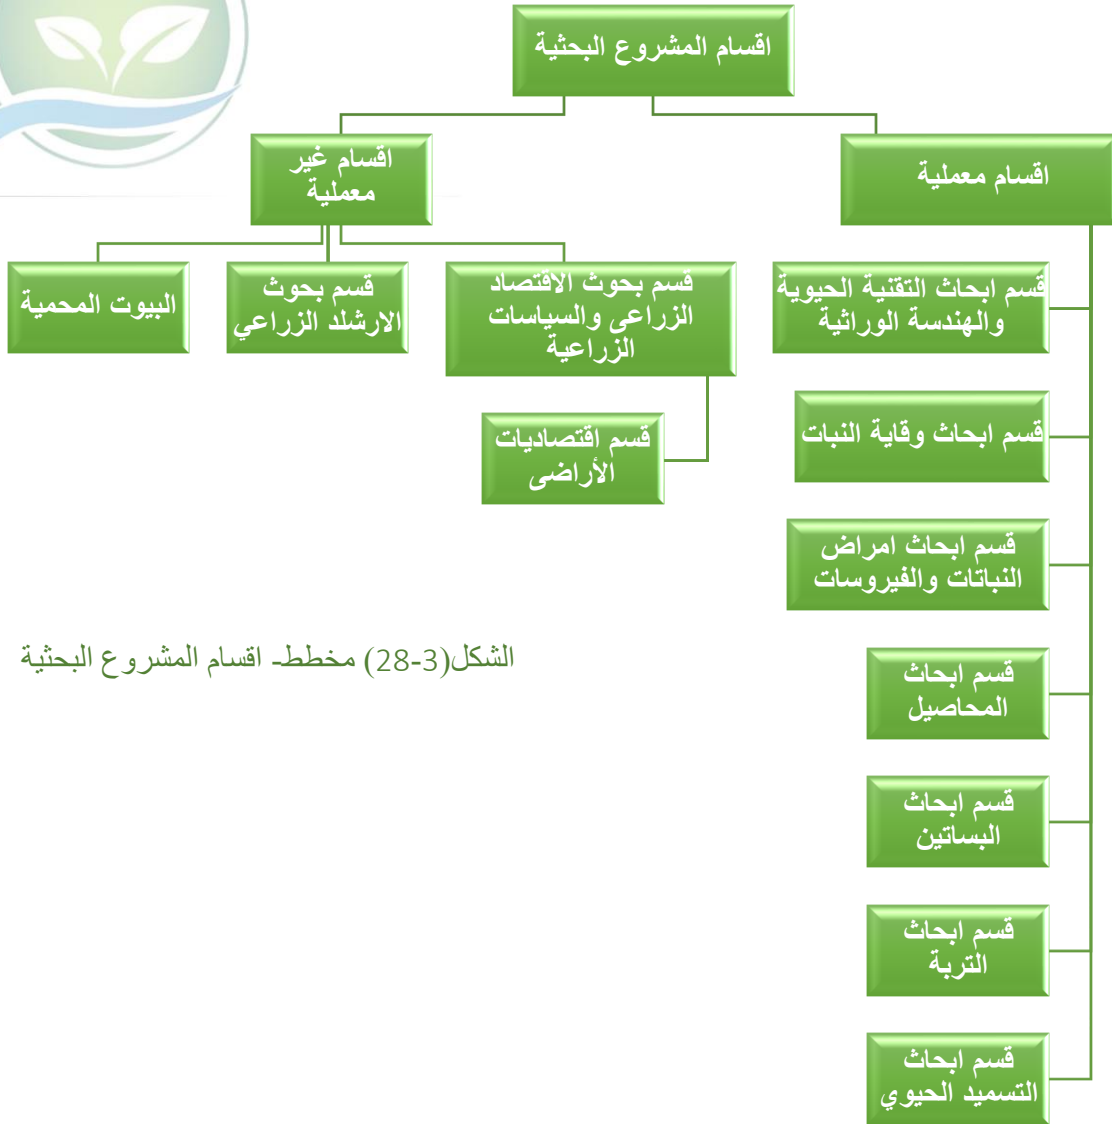 اقسام المشروع البحثية
اقسام معملية
اقسام غير
معملية
قسم ابحاث التقنية الحيوية
والهندسة الوراثية
قسم ابحاث وقاية النبات
قسم ابحاث امراض
النباتات والفيروسات
قسم ابحاث
المحاصيل
قسم ابحاث
البساتين
قسم ابحاث
التربة
قسم ابحاث
التسميد الحيوي
قسم بحوث الاقتصاد
الزراعى والسياسات
الزراعية
قسم اقتصاديات
الأراضى
قسم بحوث
الارشلد الزراعي
البيوت المحمية
الشكل(3-28) مخطط- اقسام المشروع البحثية